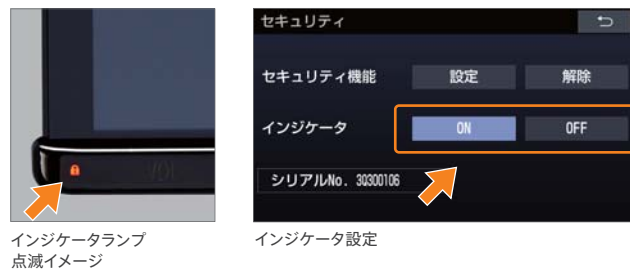 VOL
インジケータランプ
点滅イメージ
セキュリティ
セキュリティ機能 設定 解除
インジケータ ON OFF
シリアルNo. 30300106
インジケータ設定